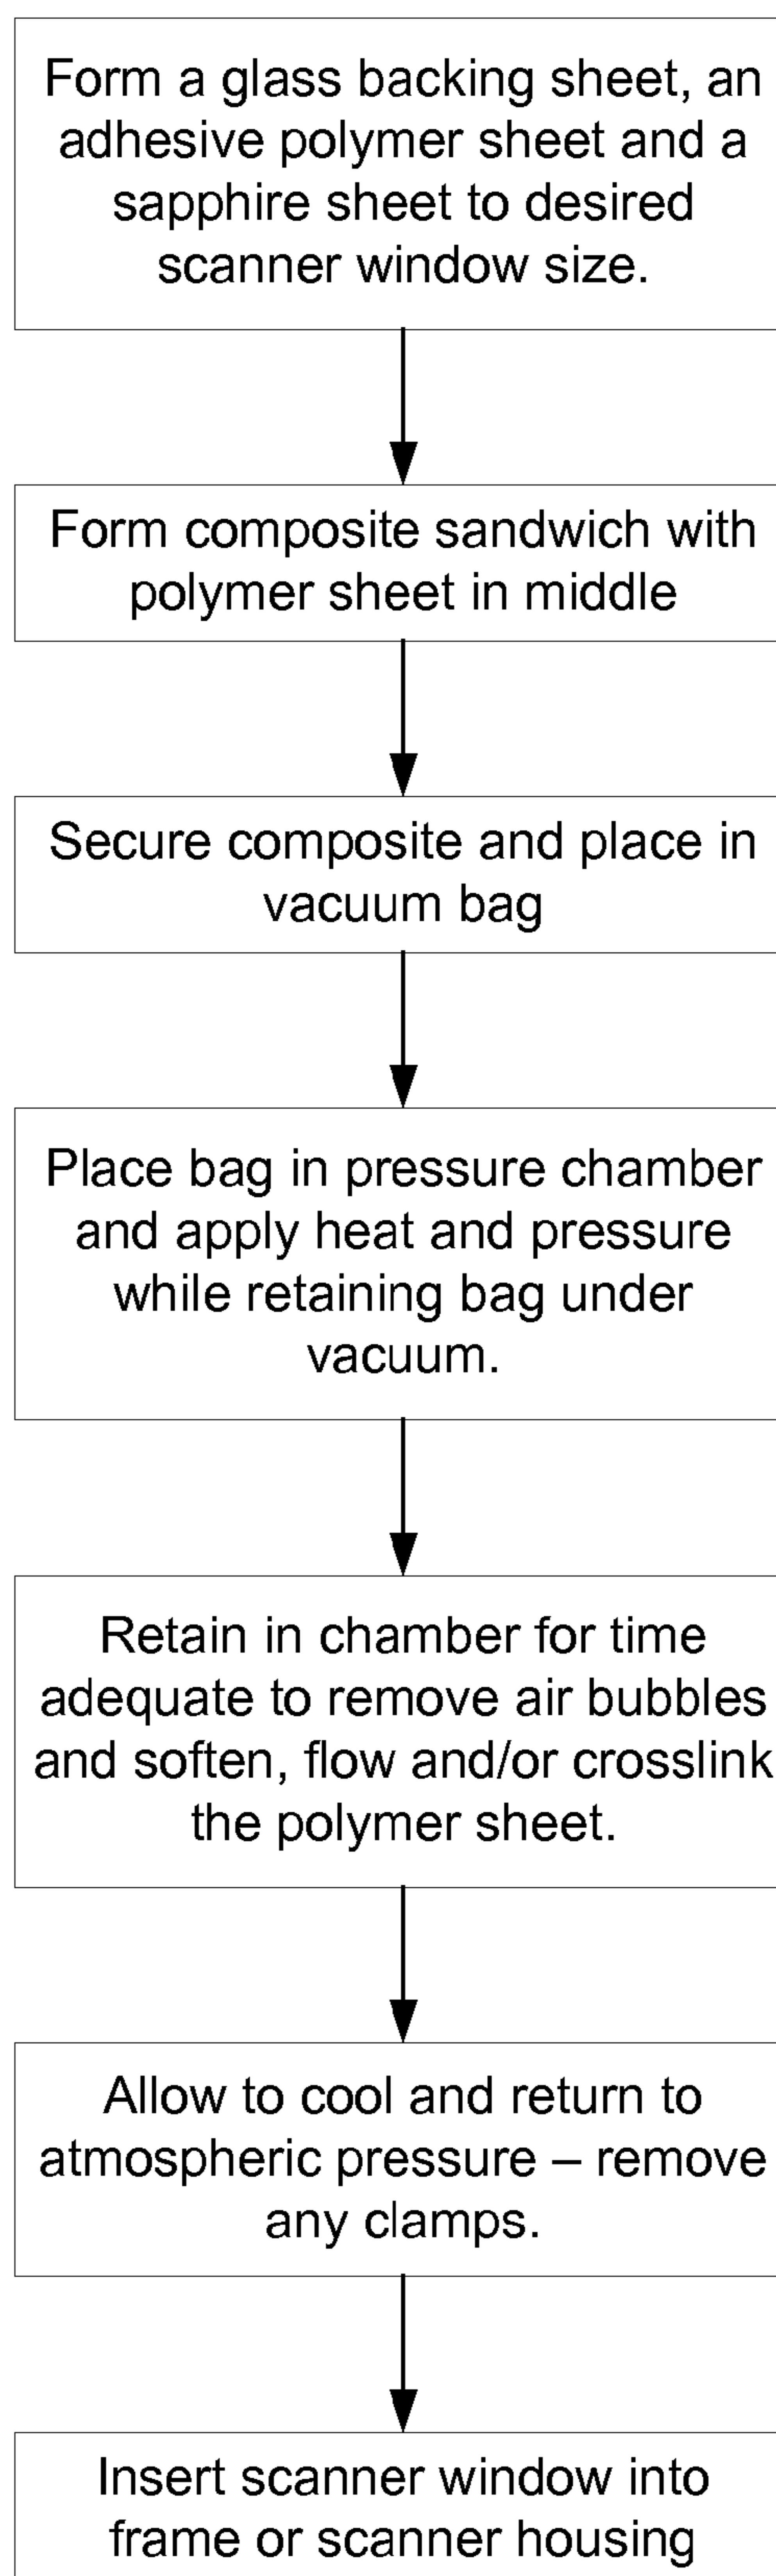 Form a glass backing sheet, an
adhesive polymer sheet and a
sapphire sheet to desired
scanner window size.
Form composite sandwich with
polymer sheet in middle
Secure composite and place in
vacuum bag
Place bag in pressure chamber
and apply heat and pressure
while retaining bag under
vacuum.
Retain in chamber for time
adequate to remove air bubbles
and soften, flow and/or crosslink
the polymer sheet.
Allow to cool and return to
atmospheric pressure – remove
any clamps.
Insert scanner window into
frame or scanner housing